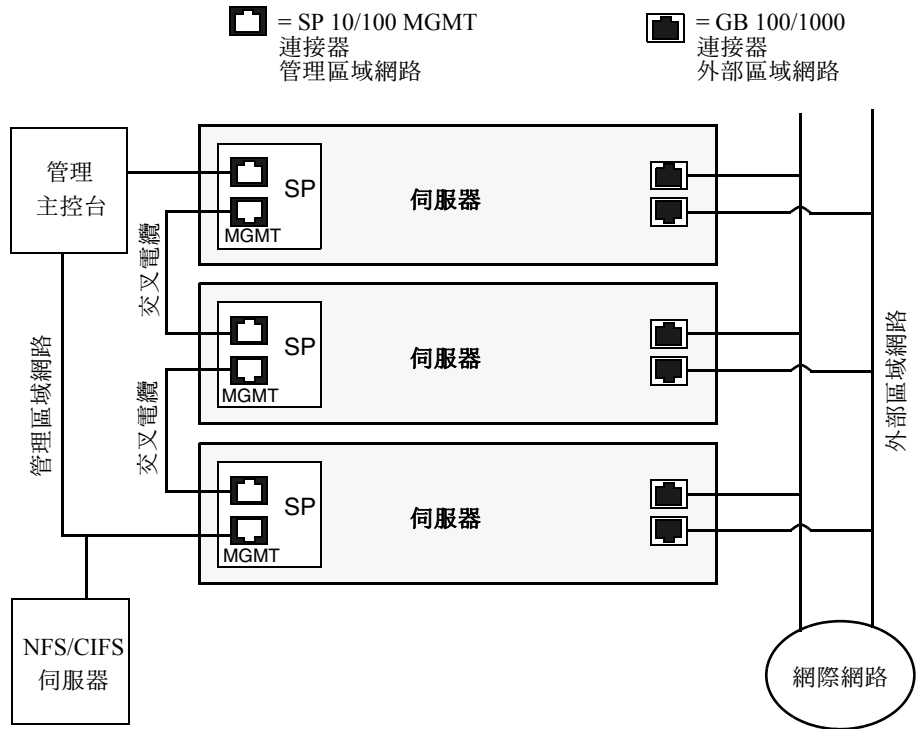 = SP 10/100 MGMT
連接器
管理區域網路
= GB 100/1000
連接器
外部區域網路
管理
主控台
SP
MGMT
伺服器
交叉電纜
SP
MGMT
伺服器
管理區域網路
外部區域網路
交叉電纜
SP
MGMT
伺服器
NFS/CIFS
伺服器
網際網路